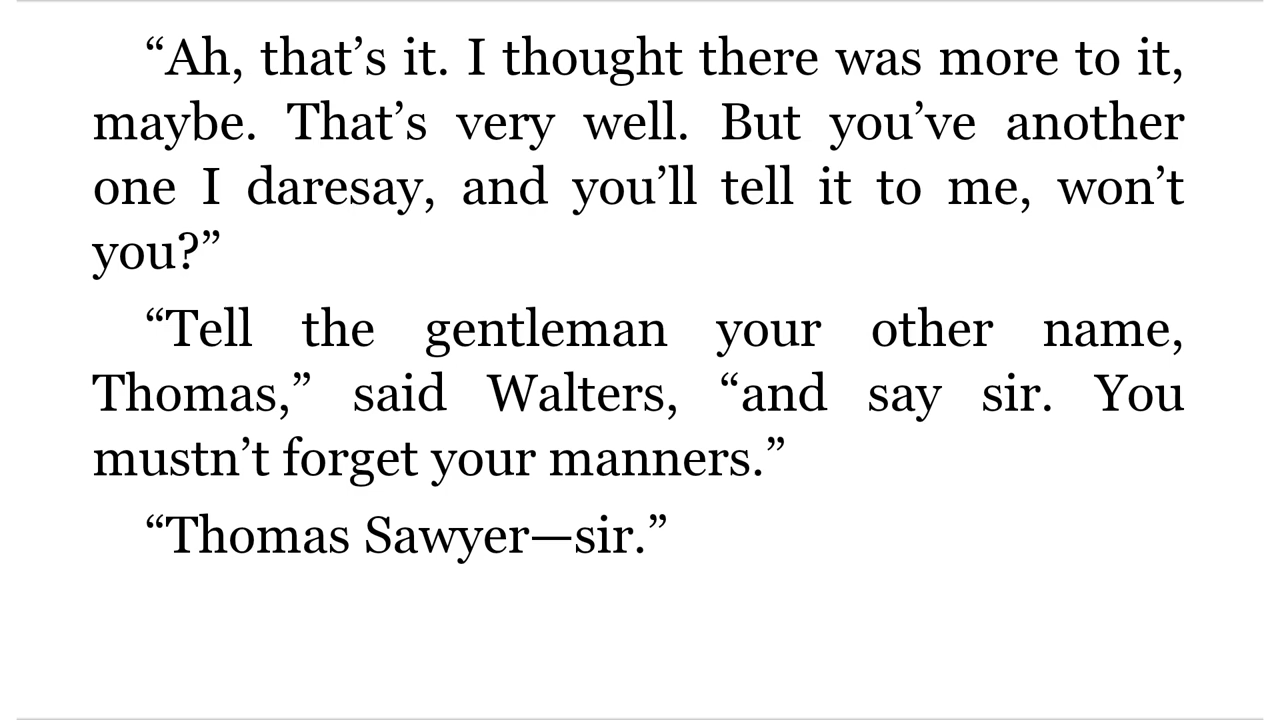 “Ah, that’s it. I thought there was more to it,
maybe. That’s very well. But you’ve another
one I daresay, and you’ll tell it to me, won’t
you?”
“Tell the gentleman your other name,
Thomas,” said Walters, “and say sir. You
mustn’t forget your manners.”
“Thomas Sawyer—sir.”